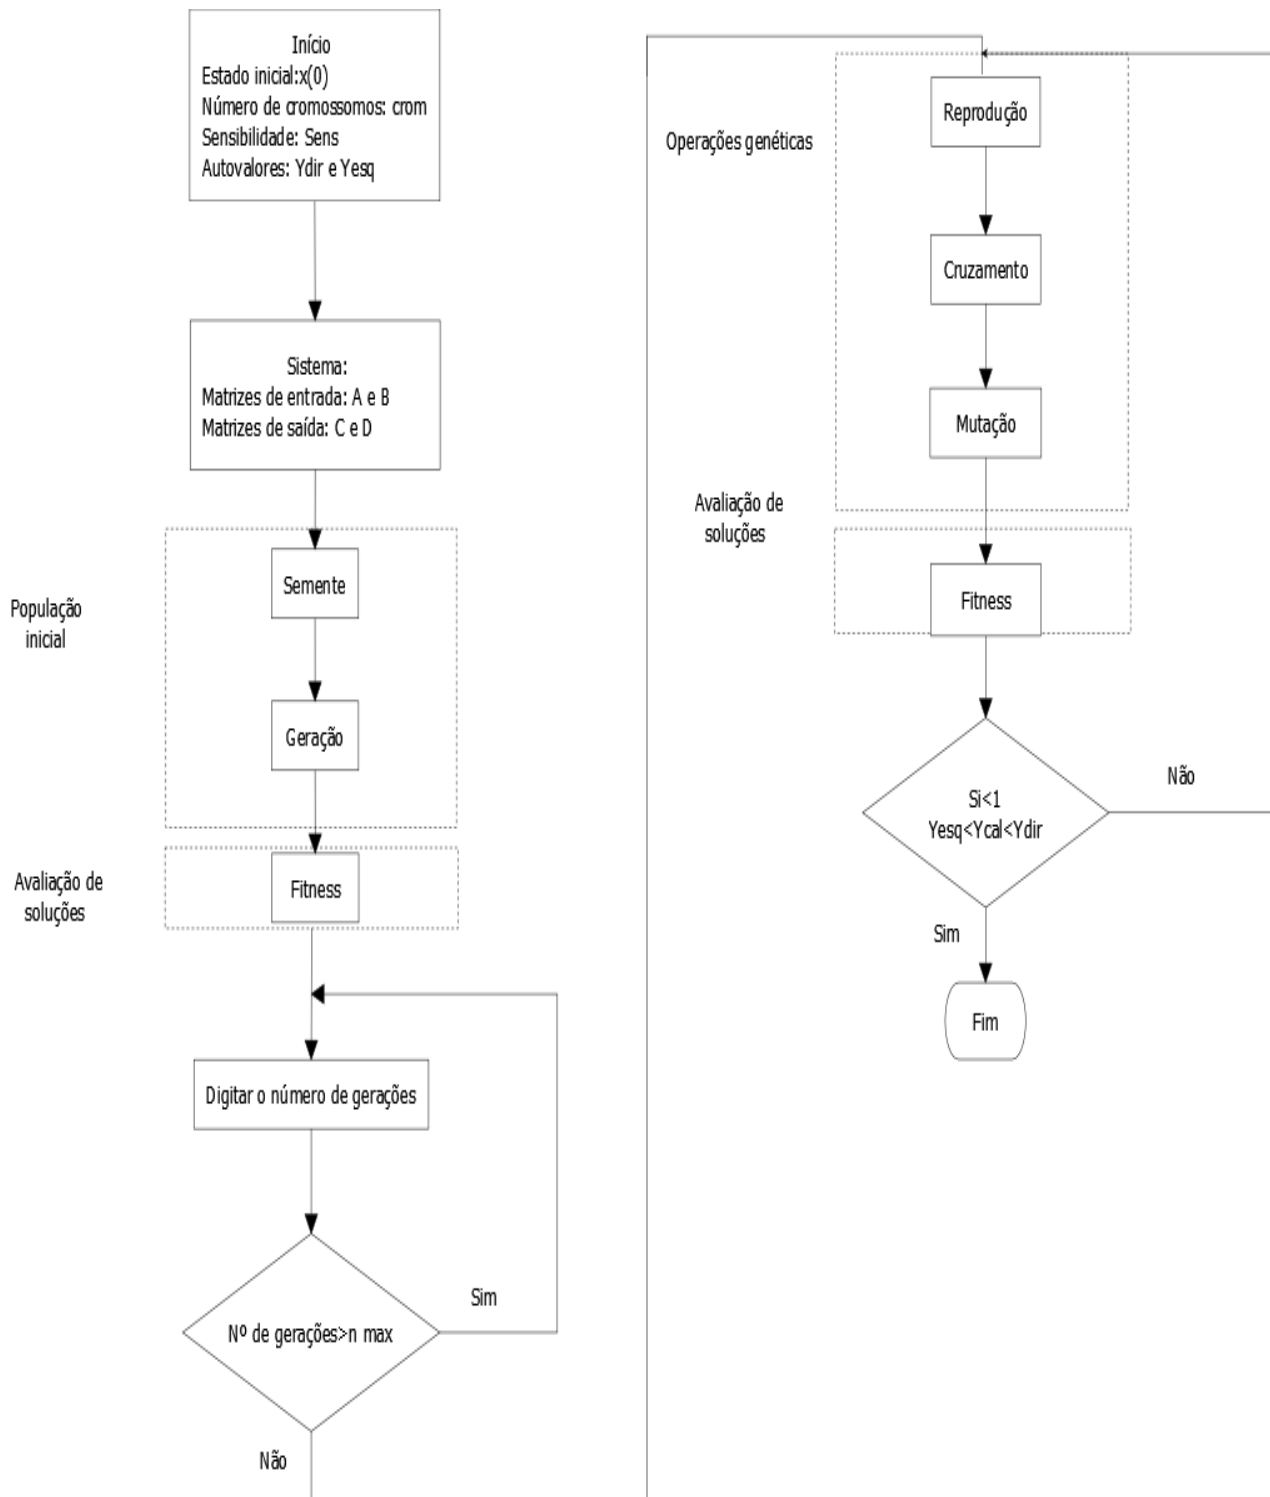 Início
Estado inicial:x(0)
Número de cromossomos: crom
Sensibilidade: Sens
Autovalores: Ydir e Yesq
Sistema:
Matrizes de entrada: A e B
Matrizes de saída: C e D
População
inicial
Semente
Geração
Avaliação de
soluções
Fitness
Digitar o número de gerações
Nº de gerações>n max
Sim
Não
Operações genéticas
Reprodução
Cruzamento
Mutação
Avaliação de
soluções
Fitness
Si<1
Yesq<Ycal<Ydir
Não
Sim
Fim